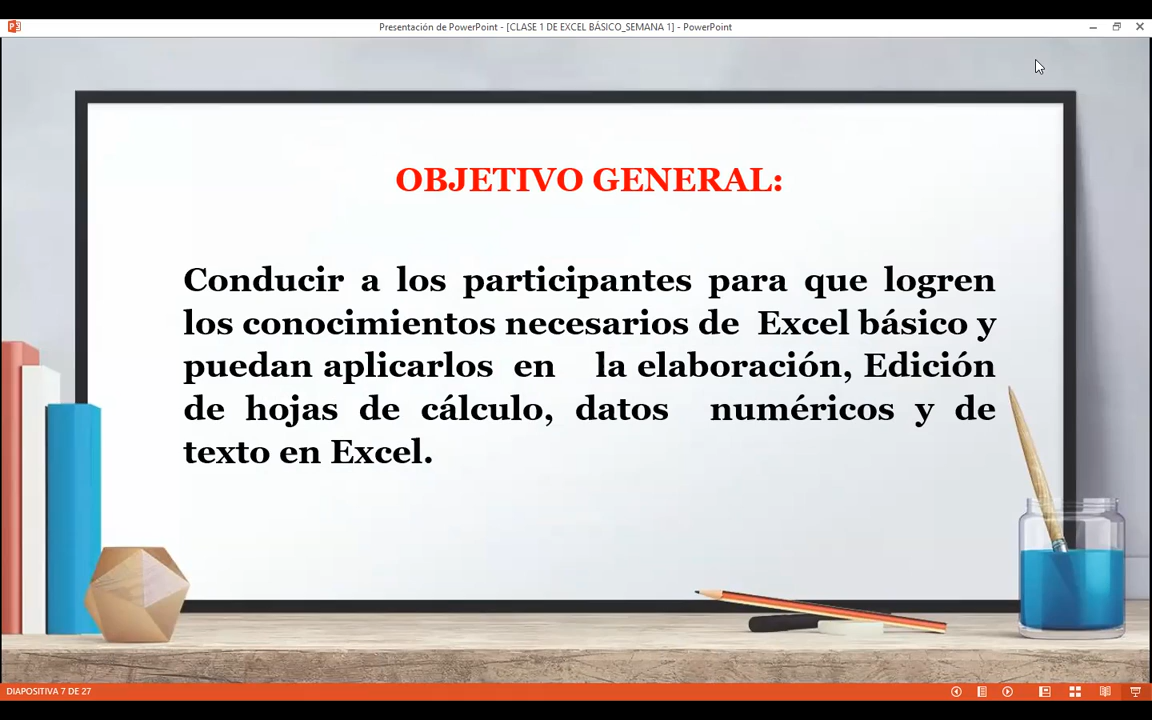 Presentación de PowerPoint - [CLASE 1 DE EXCEL BÁSICO_SEMANA 1] - PowerPoint
OBJETIVO GENERAL:
Conducir a los participantes para que logren
los conocimientos necesarios de Excel básico y
puedan aplicarlos en la elaboración, Edición
de hojas de cálculo, datos numéricos y de
texto en Excel.
DIAPOSITIVA 7 DE 27